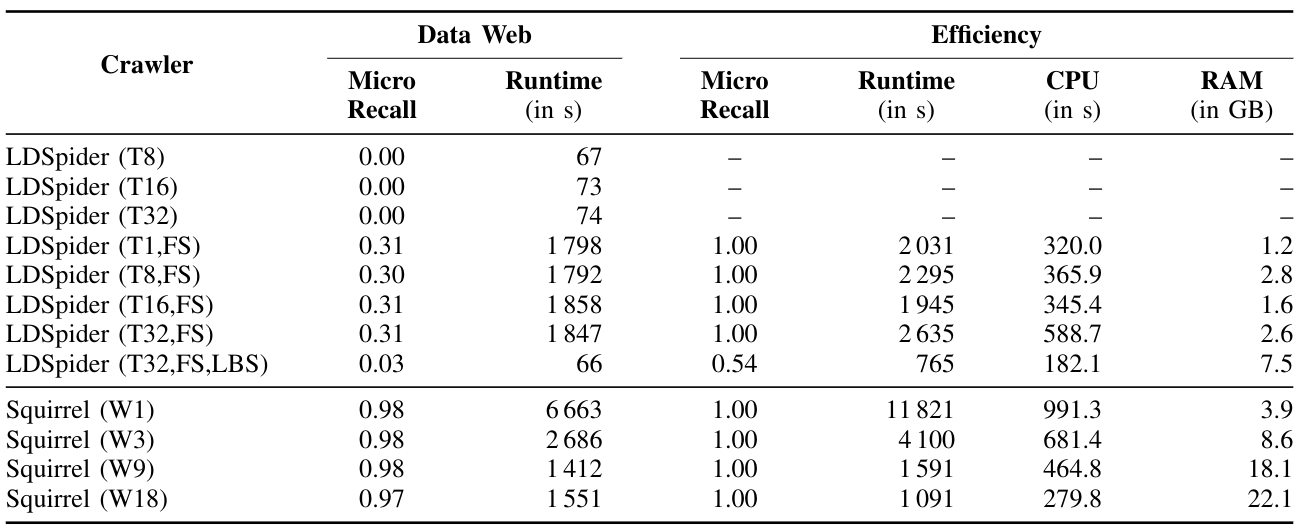 Data Web Efficiency
Crawler
Micro Runtime Micro Runtime CPU RAM
Recall (in s) Recall (in s) (in s) (in GB)
LDSpider (T8) 0.00 67 – – – –
LDSpider (T16) 0.00 73 – – – –
LDSpider (T32) 0.00 74 – – – –
LDSpider (T1,FS) 0.31 1 798 1.00 2 031 320.0 1.2
LDSpider (T8,FS) 0.30 1 792 1.00 2 295 365.9 2.8
LDSpider (T16,FS) 0.31 1 858 1.00 1 945 345.4 1.6
LDSpider (T32,FS) 0.31 1 847 1.00 2 635 588.7 2.6
LDSpider (T32,FS,LBS) 0.03 66 0.54 765 182.1 7.5
Squirrel (W1) 0.98 6 663 1.00 11 821 991.3 3.9
Squirrel (W3) 0.98 2 686 1.00 4 100 681.4 8.6
Squirrel (W9) 0.98 1 412 1.00 1 591 464.8 18.1
Squirrel (W18) 0.97 1 551 1.00 1 091 279.8 22.1